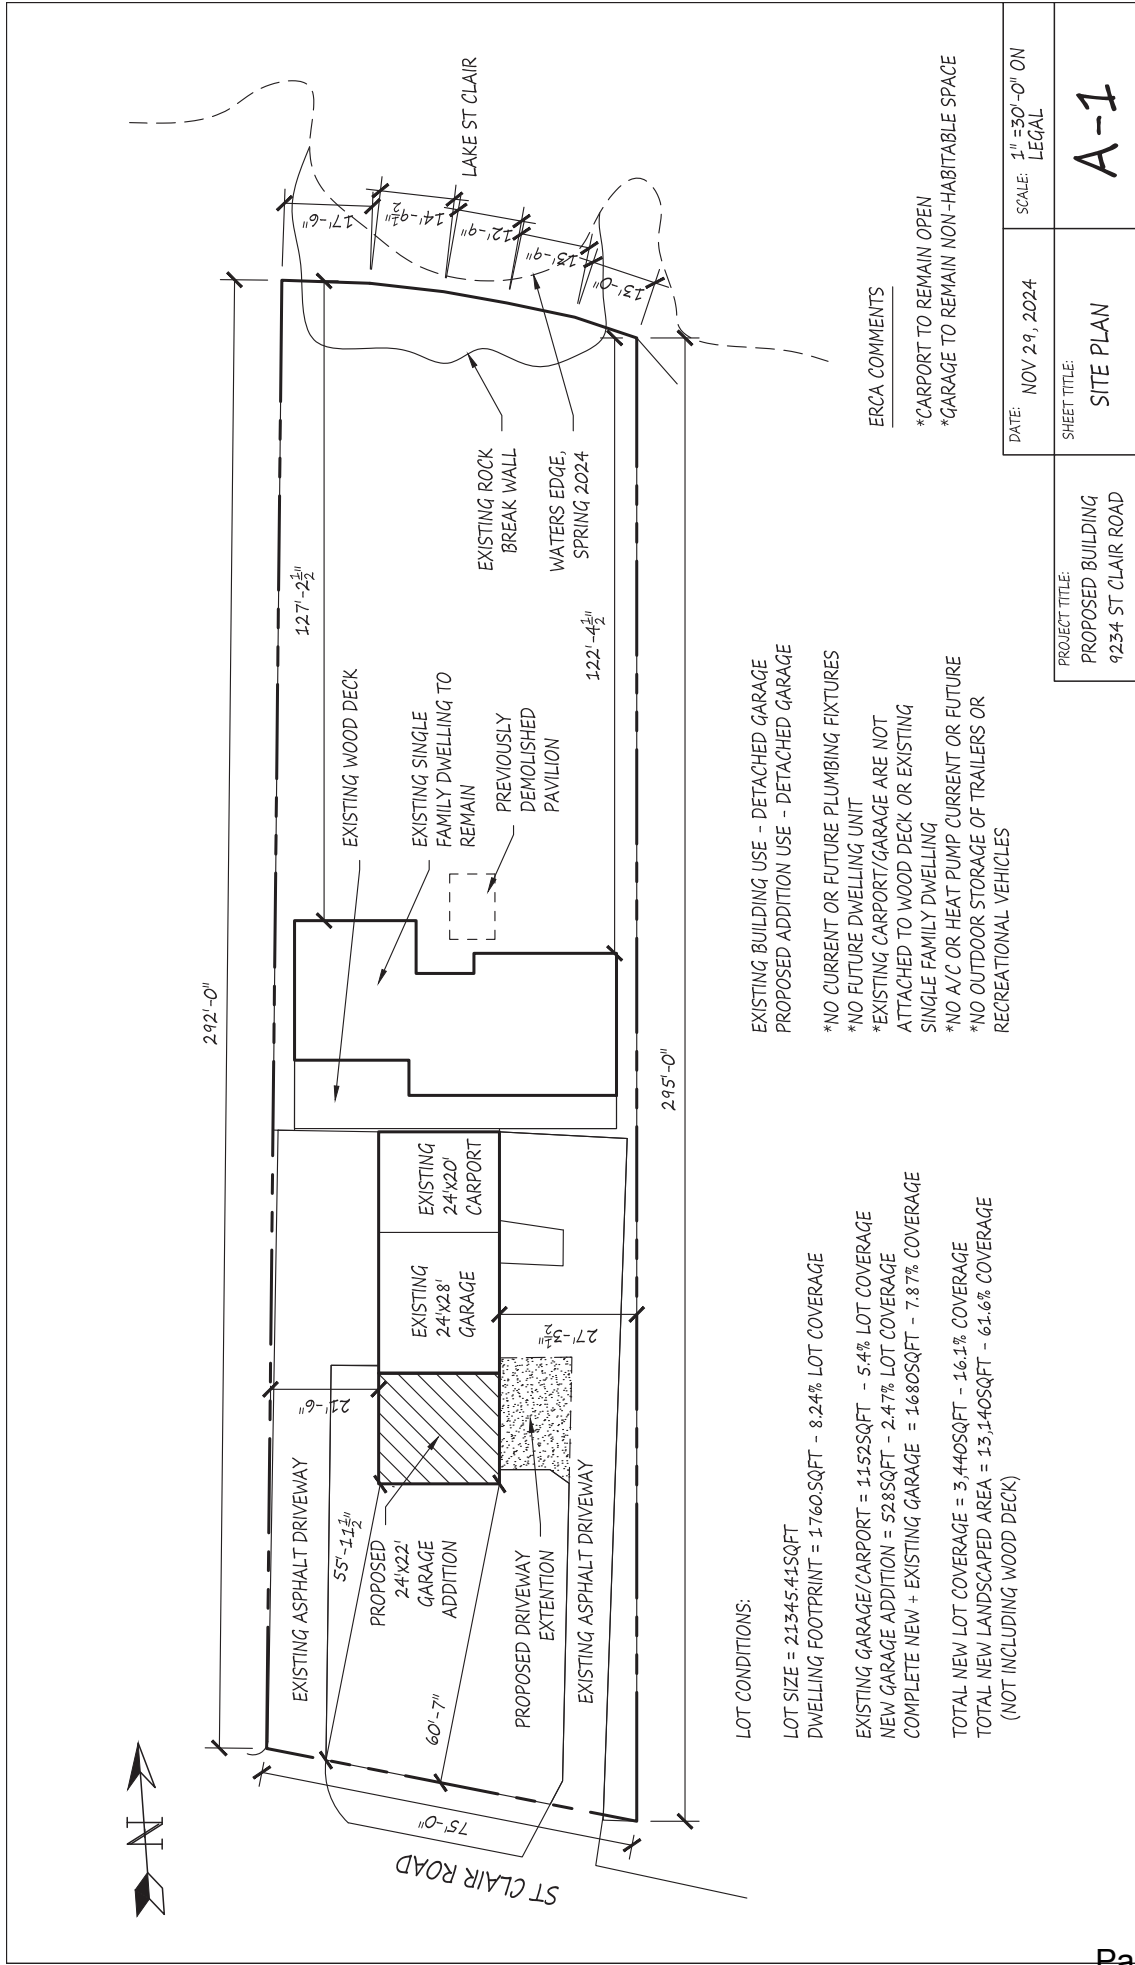 292'-0"
127'-2½"
17'-6"
14'-9½"
12'-9"
13'-9"
13'-0"
LAKE ST CLAIR
EXISTING WOOD DECK
EXISTING SINGLE
FAMILY DWELLING TO
REMAIN
PREVIOUSLY
DEMOLISHED
PAVILION
EXISTING ROCK
BREAK WALL
WATERS EDGE,
SPRING 2024
122'-4½"
295'-0"
EXISTING
24'X20'
CARPORT
EXISTING
24'X28'
GARAGE
27'-3½"
21'-6"
EXISTING ASPHALT DRIVEWAY
55'-11½"
PROPOSED
24'X22'
GARAGE
ADDITION
60'-7"
PROPOSED DRIVEWAY
EXTENTION
EXISTING ASPHALT DRIVEWAY
75'-0"
ST CLAIR ROAD
N
LOT CONDITIONS:
LOT SIZE = 21345.41SQFT
DWELLING FOOTPRINT = 1760.SQFT - 8.24% LOT COVERAGE
EXISTING GARAGE/CARPORT = 1152SQFT - 5.4% LOT COVERAGE
NEW GARAGE ADDITION = 528SQFT - 2.47% LOT COVERAGE
COMPLETE NEW + EXISTING GARAGE = 1680SQFT - 7.87% COVERAGE
TOTAL NEW LOT COVERAGE = 3,440SQFT - 16.1% COVERAGE
TOTAL NEW LANDSCAPED AREA = 13,140SQFT - 61.6% COVERAGE
(NOT INCLUDING WOOD DECK)
EXISTING BUILDING USE - DETACHED GARAGE
PROPOSED ADDITION USE - DETACHED GARAGE
*NO CURRENT OR FUTURE PLUMBING FIXTURES
*NO FUTURE DWELLING UNIT
*EXISTING CARPORT/GARAGE ARE NOT
ATTACHED TO WOOD DECK OR EXISTING
SINGLE FAMILY DWELLING
*NO A/C OR HEAT PUMP CURRENT OR FUTURE
*NO OUTDOOR STORAGE OF TRAILERS OR
RECREATIONAL VEHICLES
ERCA COMMENTS
*CARPORT TO REMAIN OPEN
*GARAGE TO REMAIN NON-HABITABLE SPACE
PROJECT TITLE:
PROPOSED BUILDING
9234 ST CLAIR ROAD
DATE:
NOV 29, 2024
SCALE: 1" =30'-0" ON
LEGAL
SHEET TITLE:
SITE PLAN
A-1
Pa